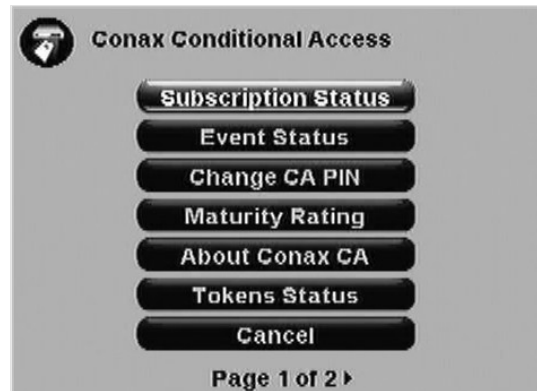 Conax Conditional Access
Subscription Status
Event Status
Change CA PIN
Maturity Rating
About Conax CA
Tokens Status
Cancel
Page 1 of 2